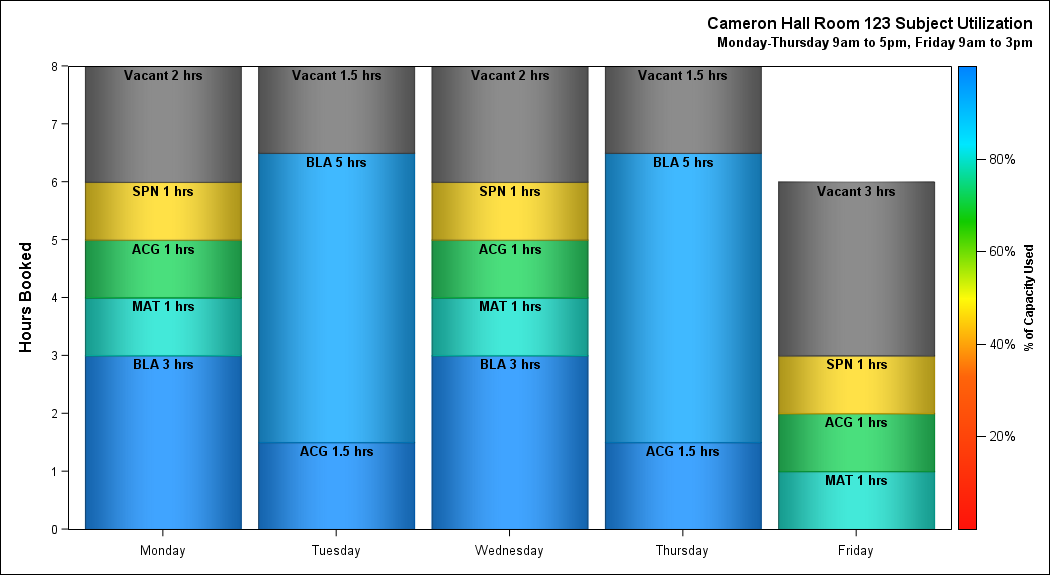 Cameron Hall Room 123 Subject Utilization
Monday-Thursday 9am to 5pm, Friday 9am to 3pm
Hours Booked
8
7
6
5
4
3
2
1
0
Vacant 2 hrs
SPN 1 hrs
ACG 1 hrs
MAT 1 hrs
BLA 3 hrs
Monday
Vacant 1.5 hrs
BLA 5 hrs
ACG 1.5 hrs
Tuesday
Vacant 2 hrs
SPN 1 hrs
ACG 1 hrs
MAT 1 hrs
BLA 3 hrs
Wednesday
Vacant 1.5 hrs
BLA 5 hrs
ACG 1.5 hrs
Thursday
Vacant 3 hrs
SPN 1 hrs
ACG 1 hrs
MAT 1 hrs
Friday
80%
60%
40%
20%
% of Capacity Used